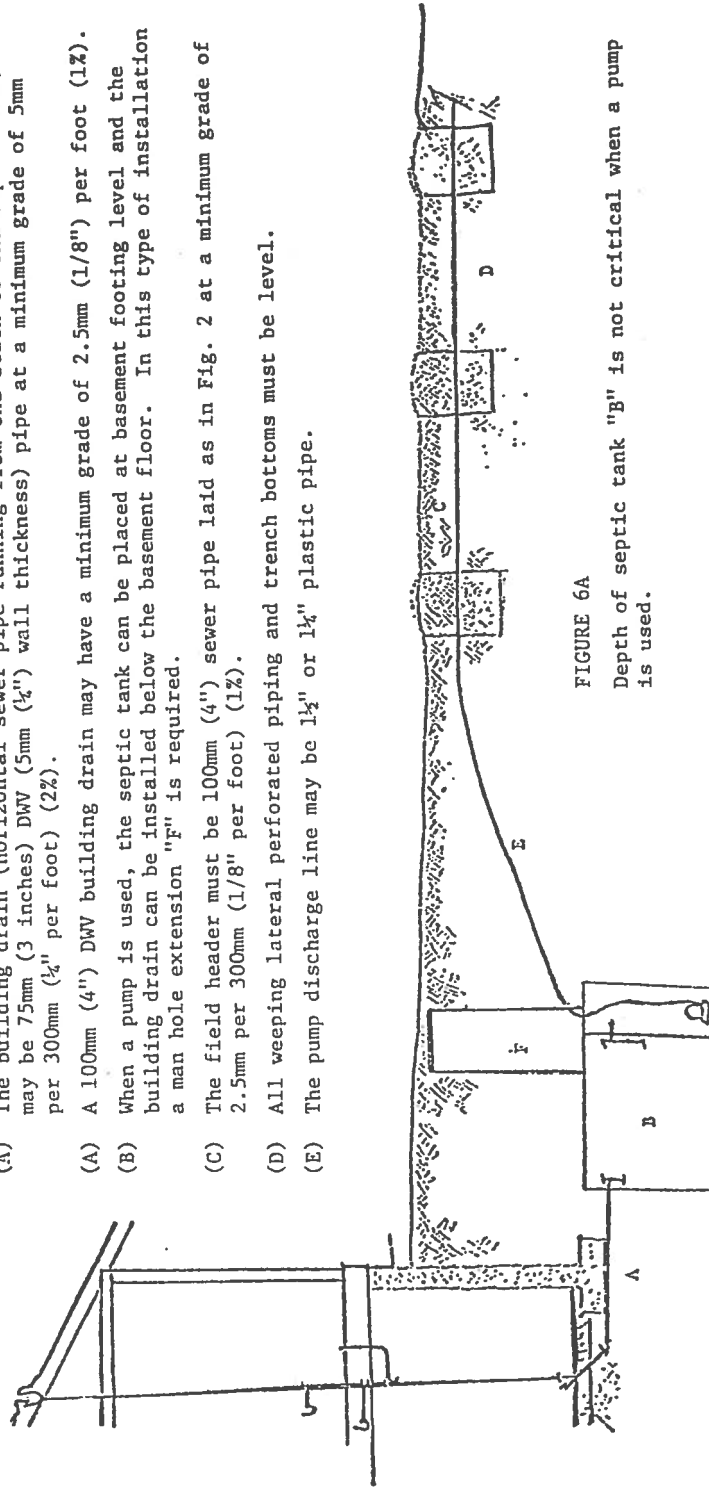 (A) The building drain (horizontal sewer pipe running from the
may be 75mm (3 inches) DWV (5mm (¼") wall thickness) pipe at a minimum grade of 5mm
per 300mm (¼" per foot) (2%).
(A) A 100mm (4") DWV building drain may have a minimum grade of 2.5mm (1/8") per foot (1%).
(B) When a pump is used, the septic tank can be placed at basement footing level and the
building drain can be installed below the basement floor. In this type of installation
a man hole extension "F" is required.
(C) The field header must be 100mm (4") sewer pipe laid as in Fig. 2 at a minimum grade of
2.5mm per 300mm (1/8" per foot) (1%).
(D) All weeping lateral perforated piping and trench bottoms must be level.
(E) The pump discharge line may be 1½" or 1¼" plastic pipe.
A
B
F
E
C
D
FIGURE 6A
Depth of septic tank "B" is not critical when a pump
is used.